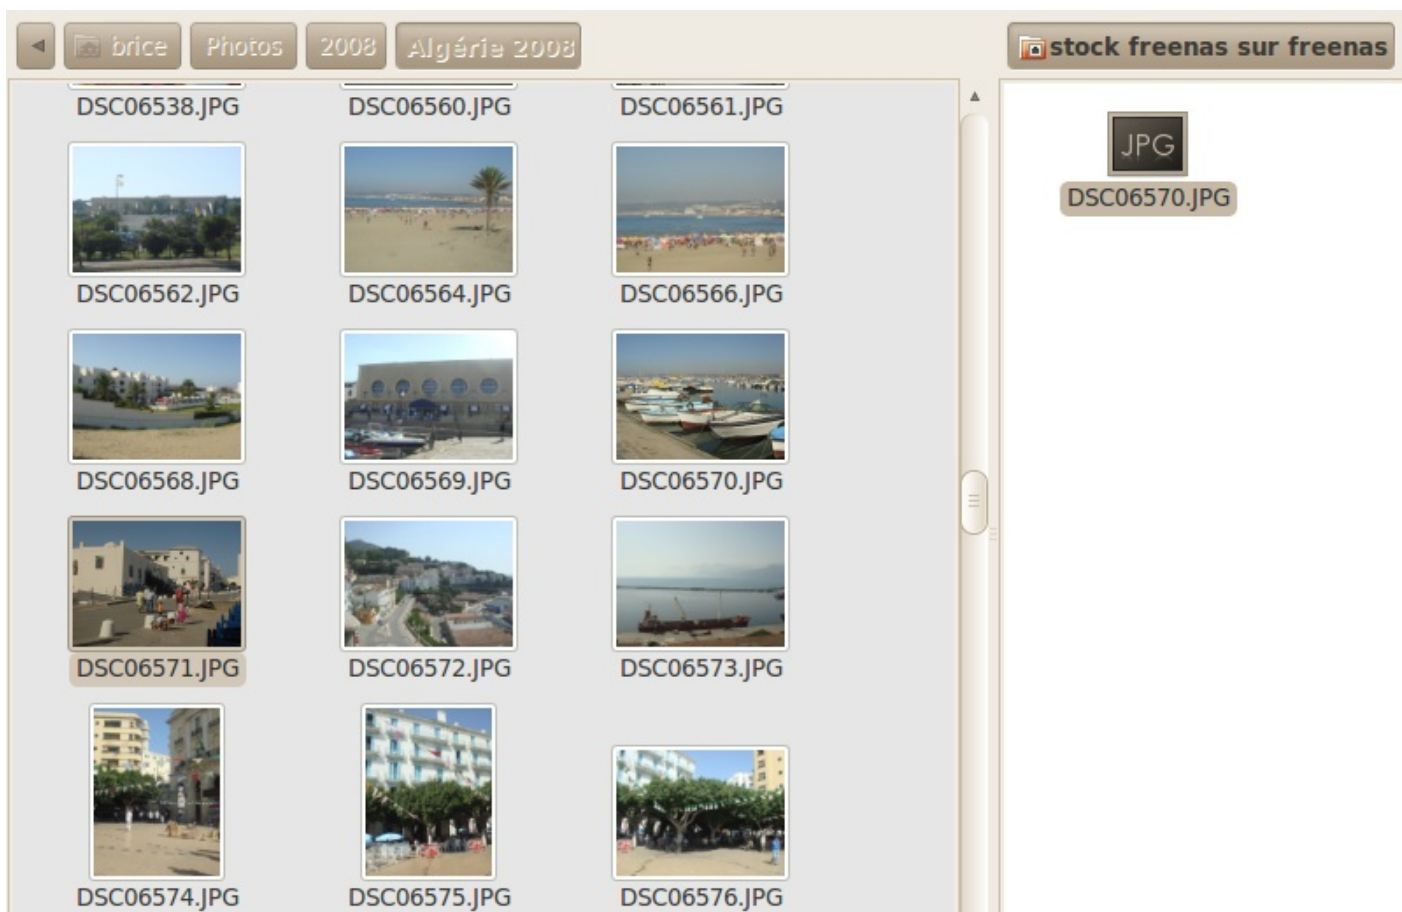 brice Photos 2008 Algérie 2008
stock freenas sur freenas
DSC06538.JPG DSC06560.JPG DSC06561.JPG
DSC06562.JPG DSC06564.JPG DSC06566.JPG
DSC06568.JPG DSC06569.JPG DSC06570.JPG
DSC06571.JPG DSC06572.JPG DSC06573.JPG
DSC06574.JPG DSC06575.JPG DSC06576.JPG
JPG
DSC06570.JPG